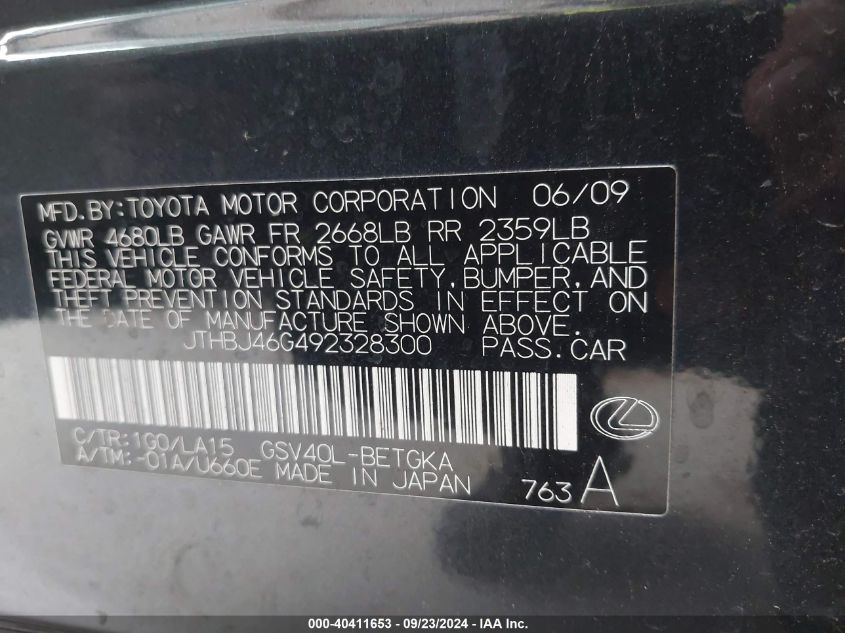 MFD.BY:TOYOTA MOTOR CORPORATION 06/09
GVWR 4680LB GAWR FR 2668LB RR 2359LB
THIS VEHICLE CONFORMS TO ALL APPLICABLE
FEDERAL MOTOR VEHICLE SAFETY,BUMPER,AND
THEFT PREVENTION STANDARDS IN EFFECT ON
THE DATE OF MANUFACTURE SHOWN ABOVE.
JTHBJ46G492328300 PASS.CAR
C/TR:1G0/LA15 GSV40L-BETGKA
A/TM:-01A/U660E MADE IN JAPAN
763 A
000-40411653 - 09/23/2024 - IAA Inc.